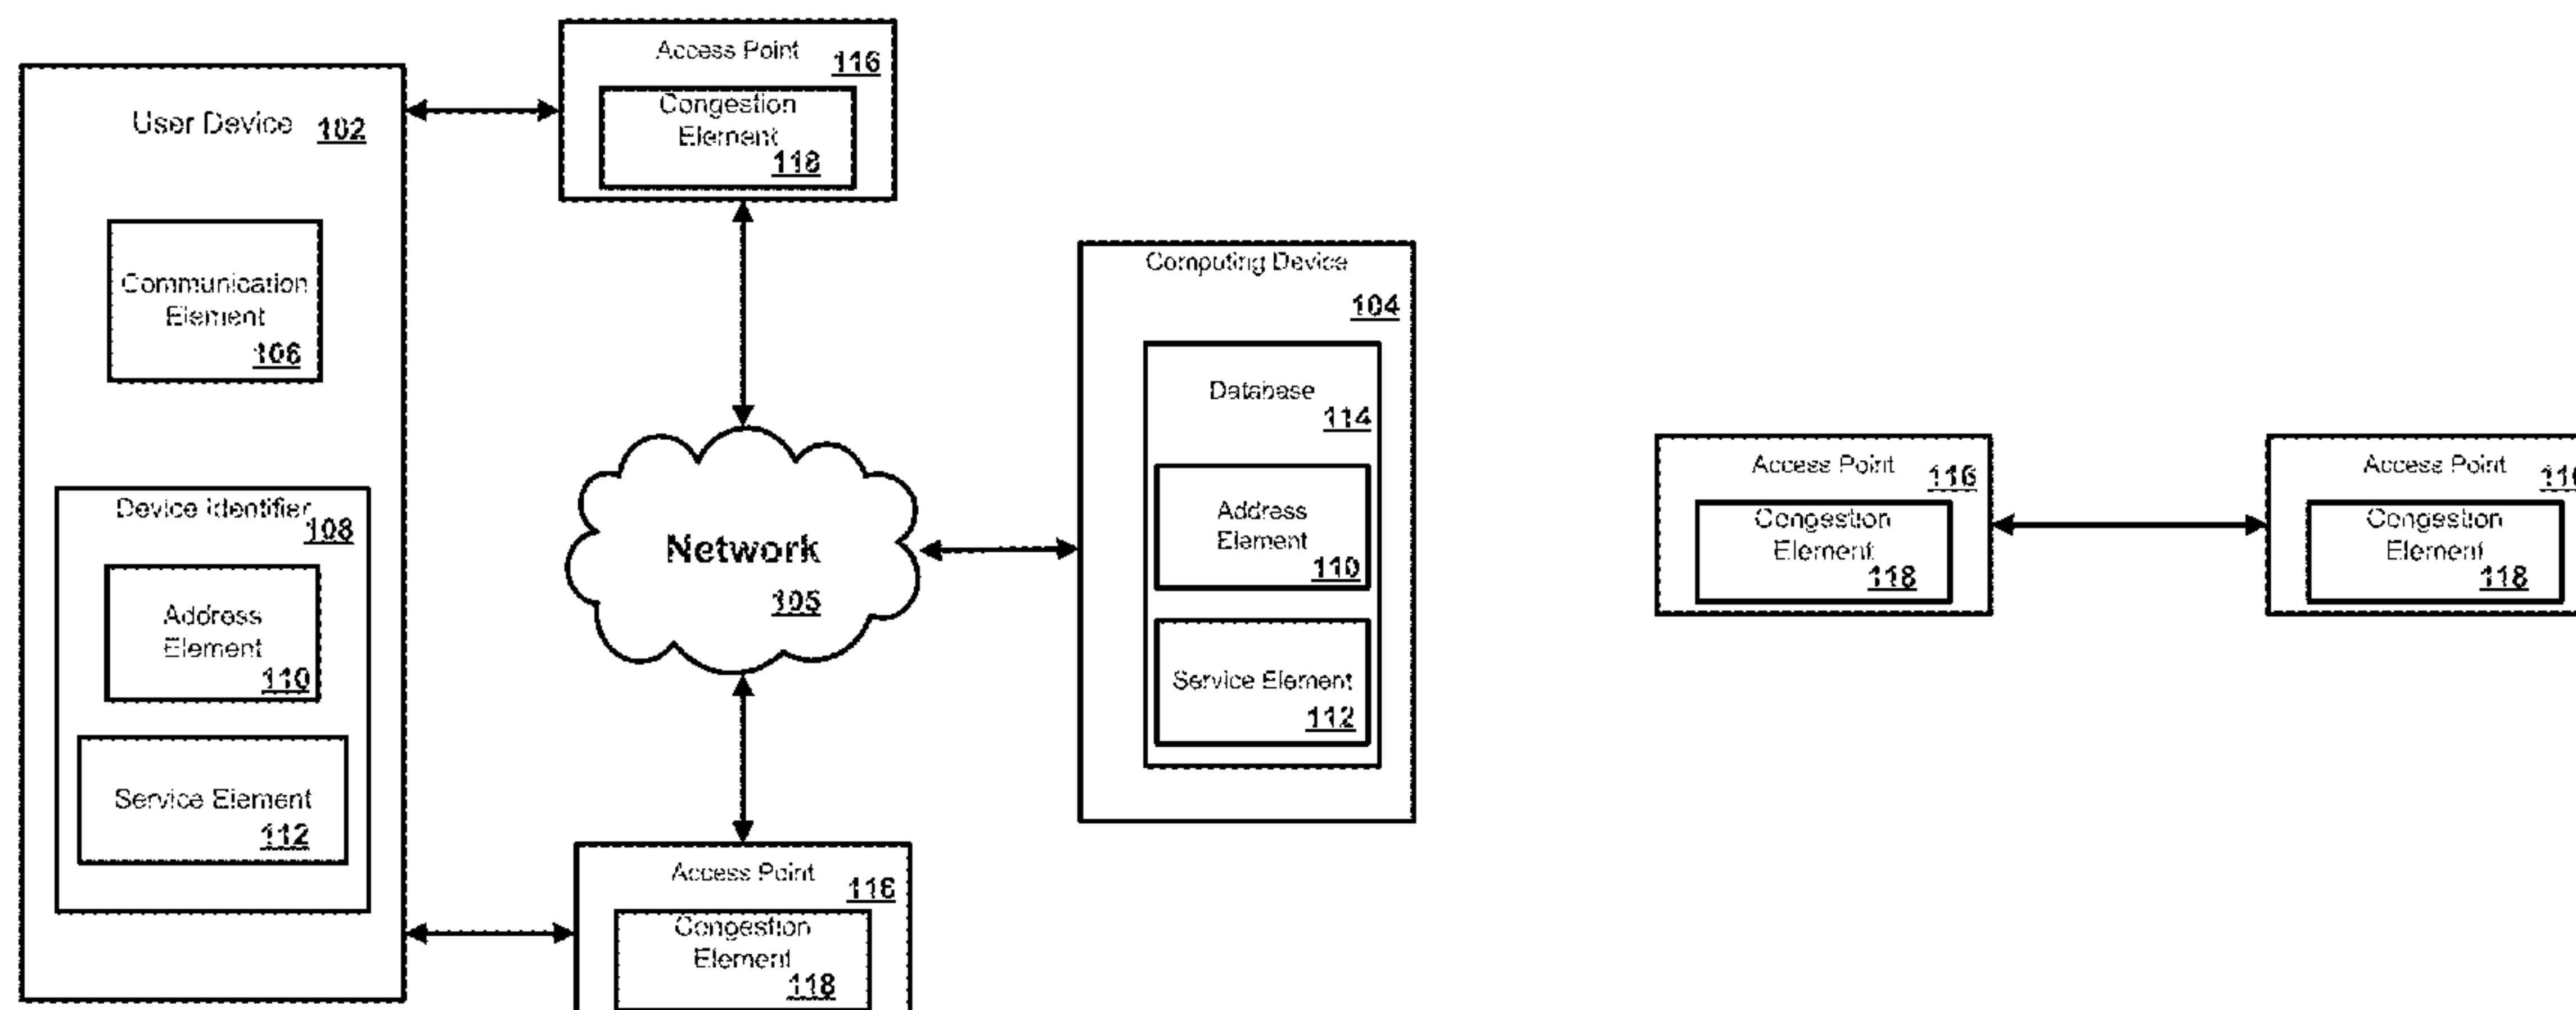 User Device 102
Communication
Element
106
Device Identifier
108
Address
Element
110
Service Element
112
Access Point
116
Congestion
Element
118
Network
105
Access Point
116
Congestion
Element
118
Computing Device
104
Database
114
Address
Element
110
Service Element
112
Access Point
116
Congestion
Element
118
Access Point
Congestion
Element
118